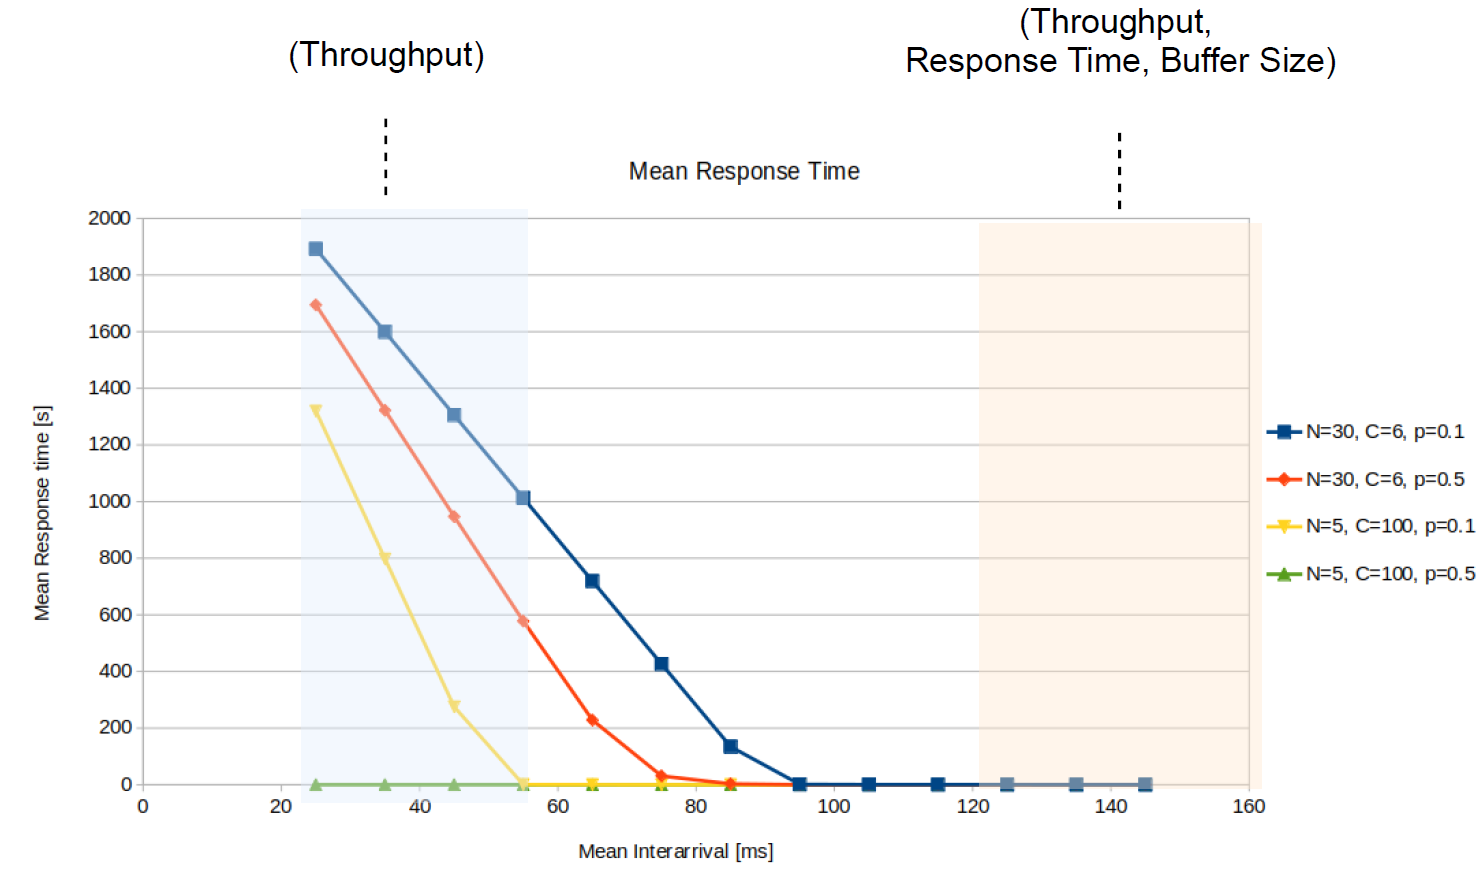 (Throughput)
(Throughput,
Response Time, Buffer Size)
Mean Response Time
2000
1800
1600
1400
1200
1000
800
600
400
200
0
Mean Response time [s]
0 20 40 60 80 100 120 140 160
Mean Interarrival [ms]
N=30, C=6, p=0.1
N=30, C=6, p=0.5
N=5, C=100, p=0.1
N=5, C=100, p=0.5